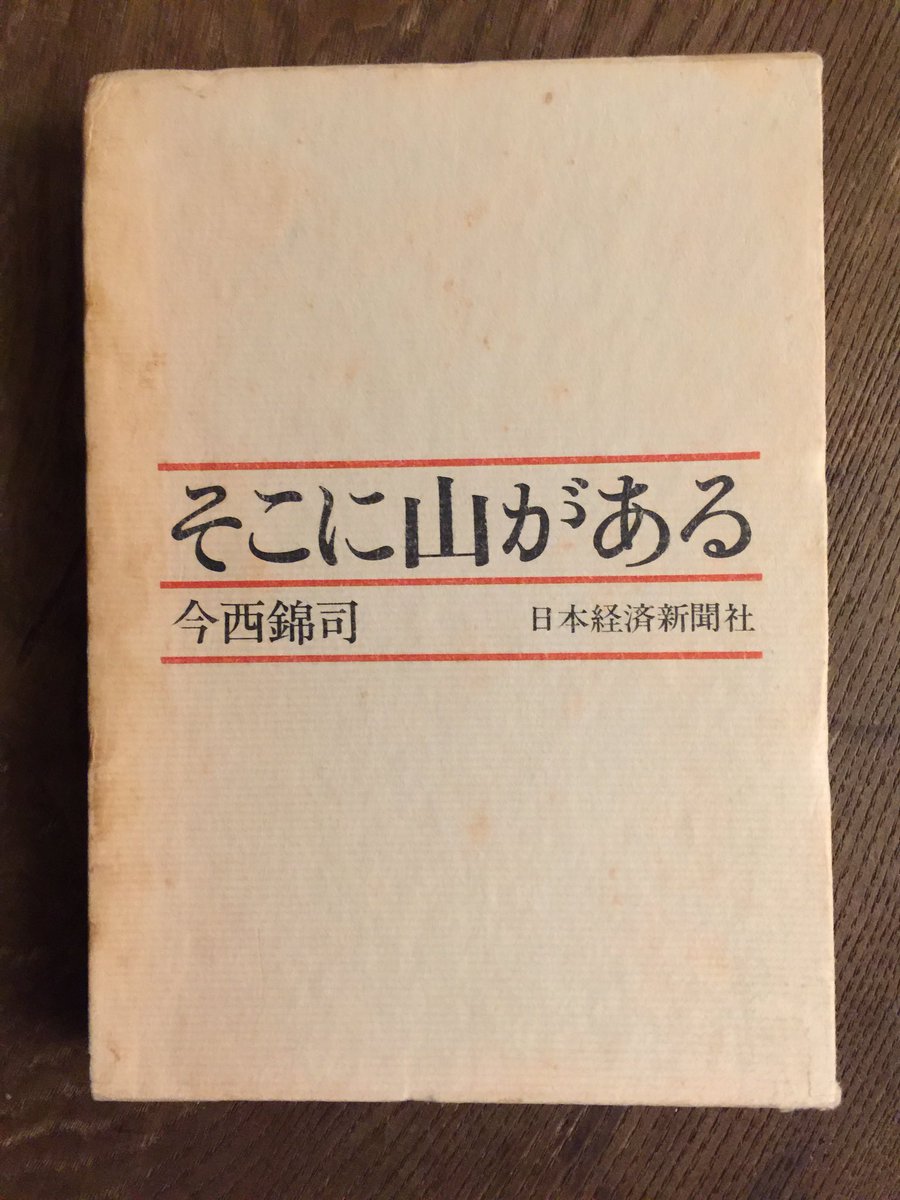 そこに山がある
今西錦司 日本経済新聞社